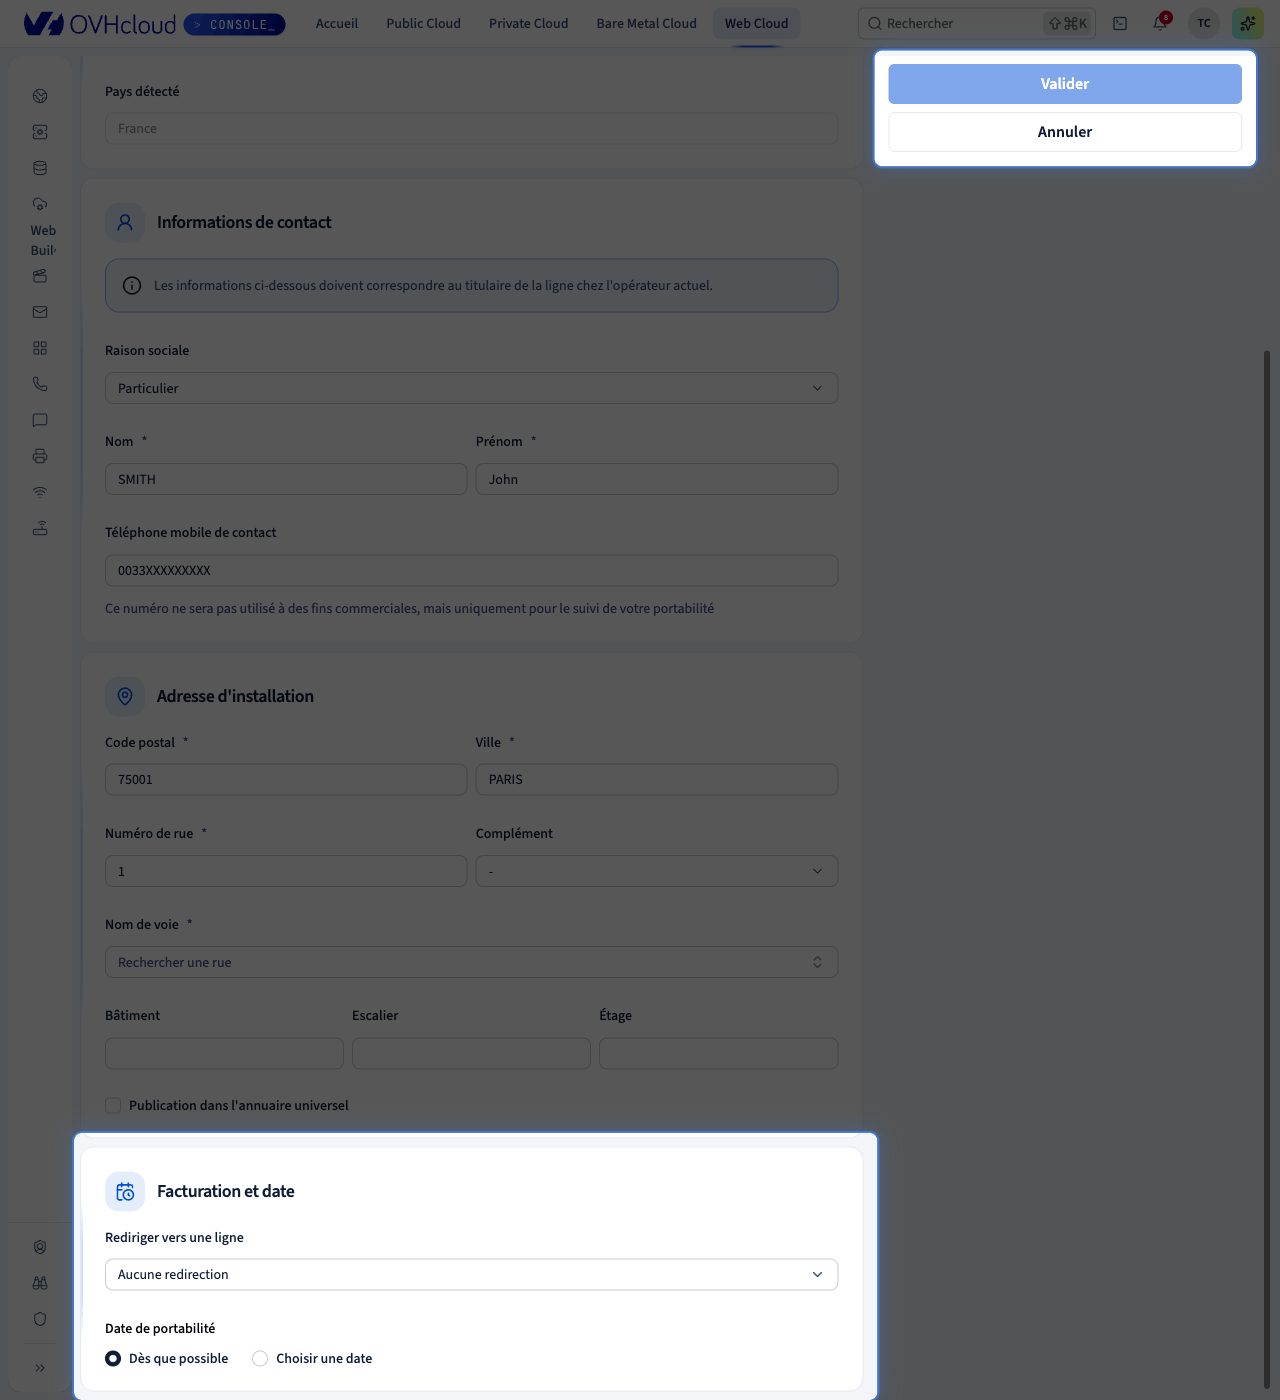 OVHcloud > CONSOLE_ Accueil Public Cloud Private Cloud Bare Metal Cloud Web Cloud Rechercher ⇧⌘K 8 TC
Valider
Annuler
Web
Buil
Pays détecté
France
Informations de contact
Les informations ci-dessous doivent correspondre au titulaire de la ligne chez l'opérateur actuel.
Raison sociale
Particulier
Nom * Prénom *
SMITH John
Téléphone mobile de contact
0033XXXXXXXXX
Ce numéro ne sera pas utilisé à des fins commerciales, mais uniquement pour le suivi de votre portabilité
Adresse d'installation
Code postal * Ville *
75001 PARIS
Numéro de rue * Complément
1 -
Nom de voie *
Rechercher une rue
Bâtiment Escalier Étage
Publication dans l'annuaire universel
Facturation et date
Rediriger vers une ligne
Aucune redirection
Date de portabilité
Dès que possible Choisir une date